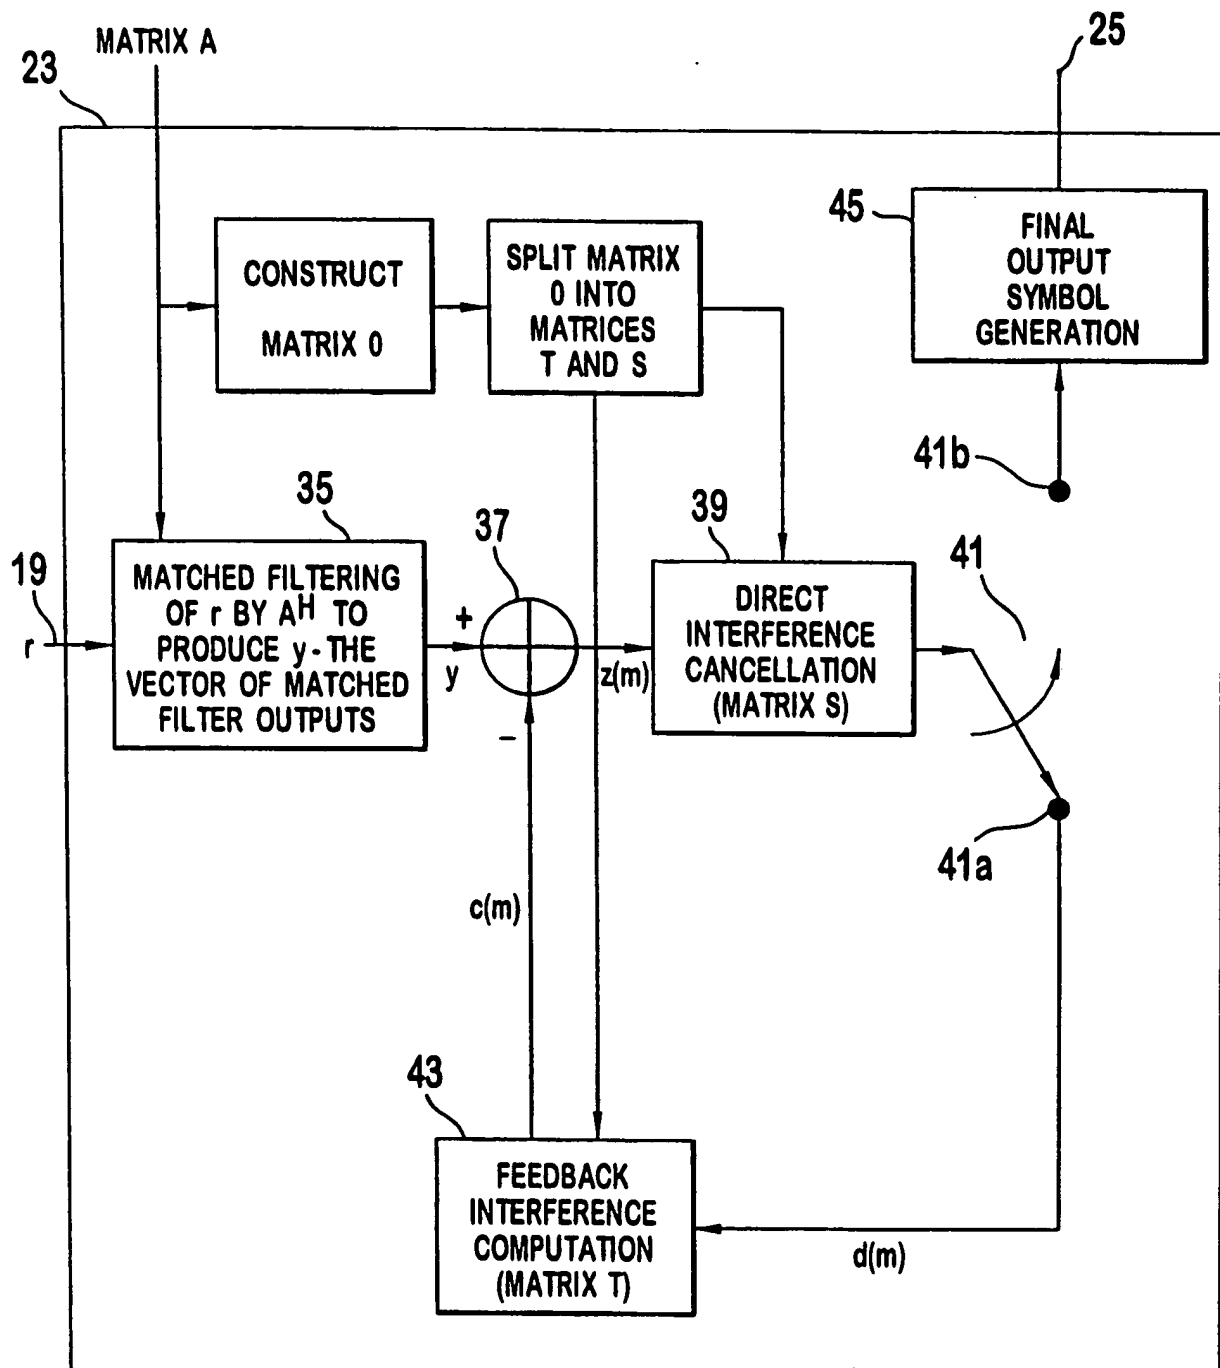 MATRIX A
25
23
45
FINAL
OUTPUT
SYMBOL
GENERATION
CONSTRUCT
MATRIX 0
SPLIT MATRIX
0 INTO
MATRICES
T AND S
41b
35
37
39
41
19
r
MATCHED FILTERING
OF r BY A^H TO
PRODUCE y - THE
VECTOR OF MATCHED
FILTER OUTPUTS
+
y
–
z(m)
DIRECT
INTERFERENCE
CANCELLATION
(MATRIX S)
41a
c(m)
43
FEEDBACK
INTERFERENCE
COMPUTATION
(MATRIX T)
d(m)